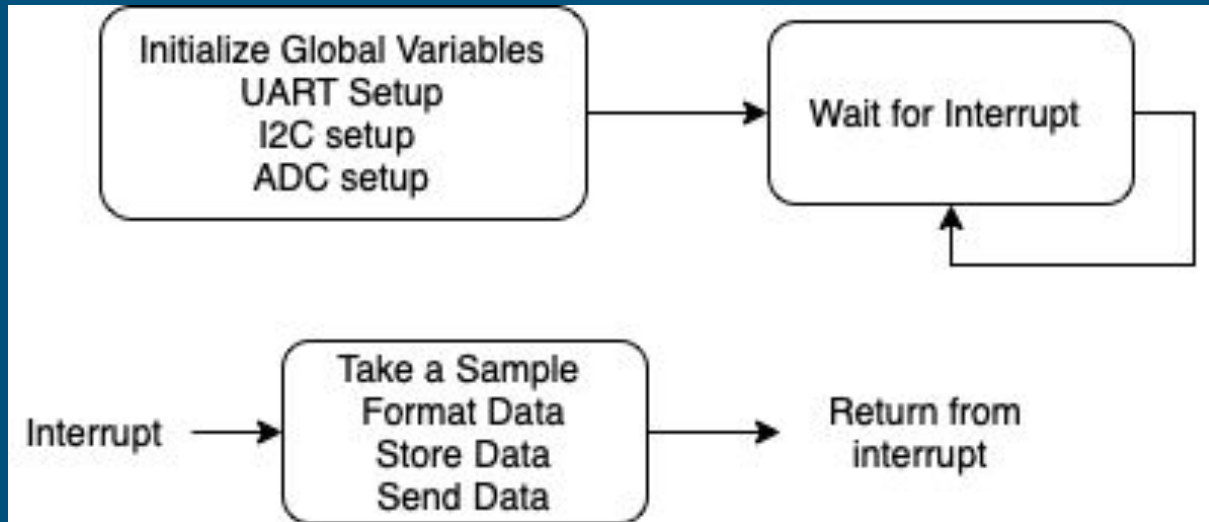 Initialize Global Variables
UART Setup
I2C setup
ADC setup
Wait for Interrupt
Interrupt
Take a Sample
Format Data
Store Data
Send Data
Return from
interrupt